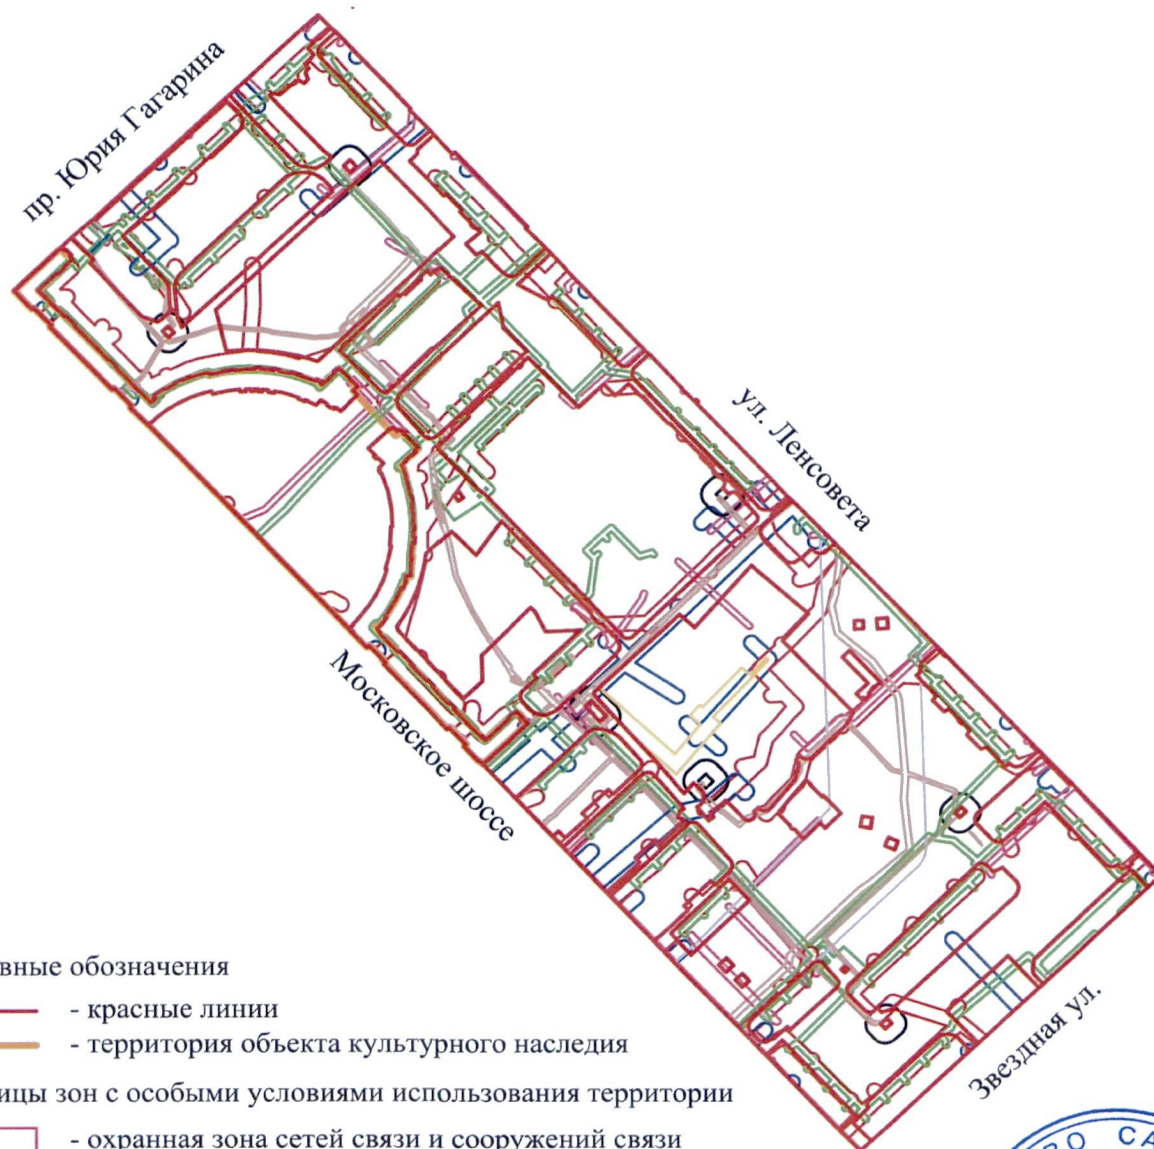 пр. Юрия Гагарина
ул. Ленсовета
Московское шоссе
Звездная ул.
вные обозначения
- красные линии
- территория объекта культурного наследия
ицы зон с особыми условиями использования территории
- охранная зона сетей связи и сооружений связи